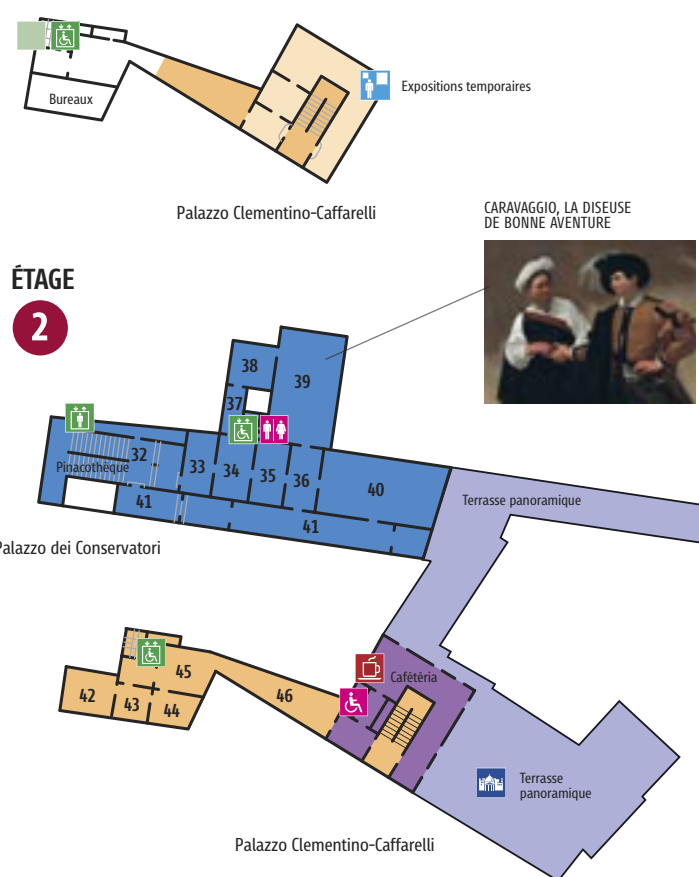 Bureaux
Expositions temporaires
Palazzo Clementino-Caffarelli
CARAVAGGIO, LA DISEUSE
DE BONNE AVENTURE
ÉTAGE
2
38
39
37
32
Pinacothèque
33
34
35
36
40
41
41
Terrasse panoramique
Palazzo dei Conservatori
45
Cafétéria
42
43
44
46
Terrasse
panoramique
Palazzo Clementino-Caffarelli